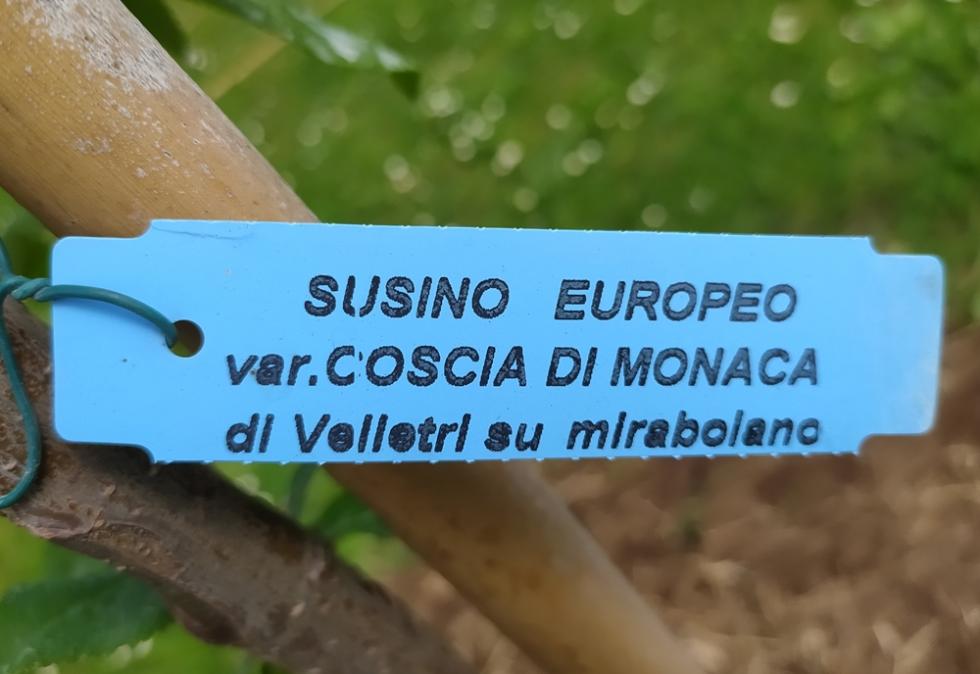 SUSINO EUROPEO
var. COSCIA DI MONACA
di Velletri su mirabolano